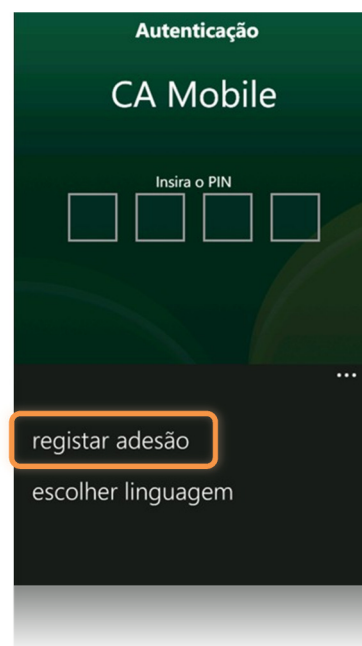 Autenticação
CA Mobile
Insira o PIN
...
registar adesão
escolher linguagem